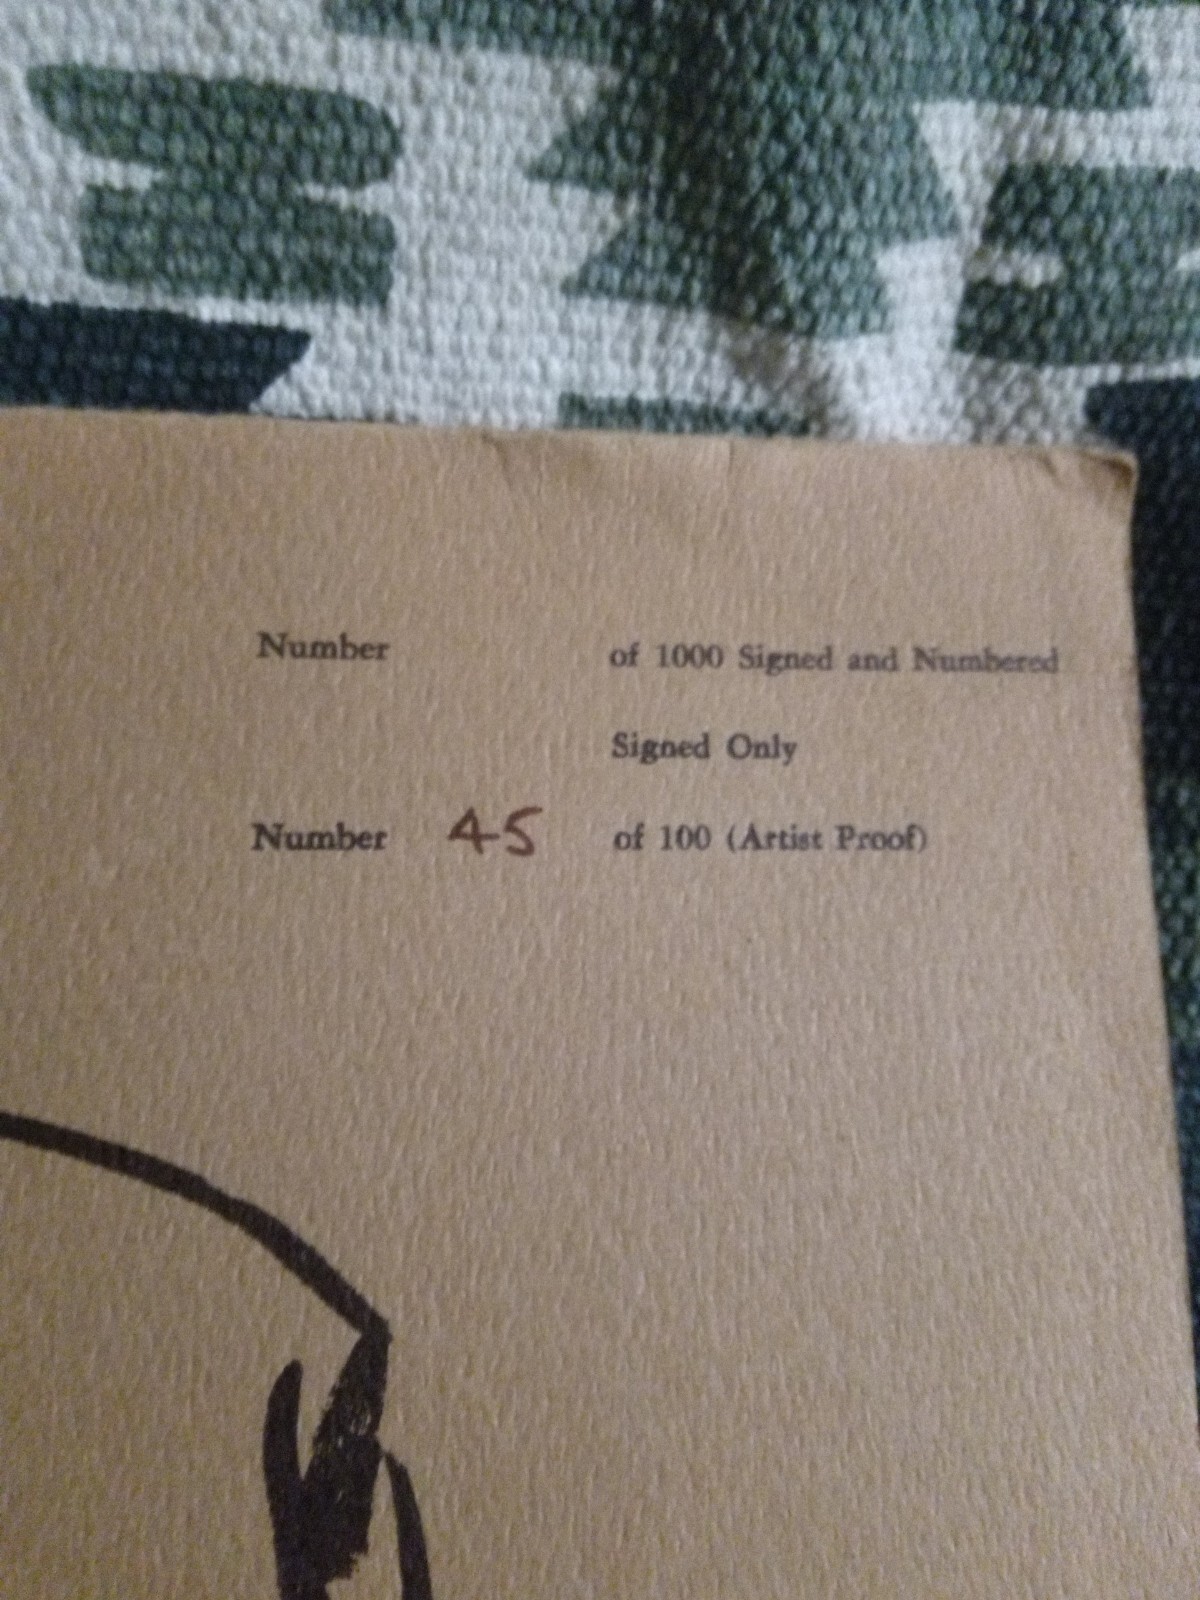 Number of 1000 Signed and Numbered
Signed Only
Number 45 of 100 (Artist Proof)